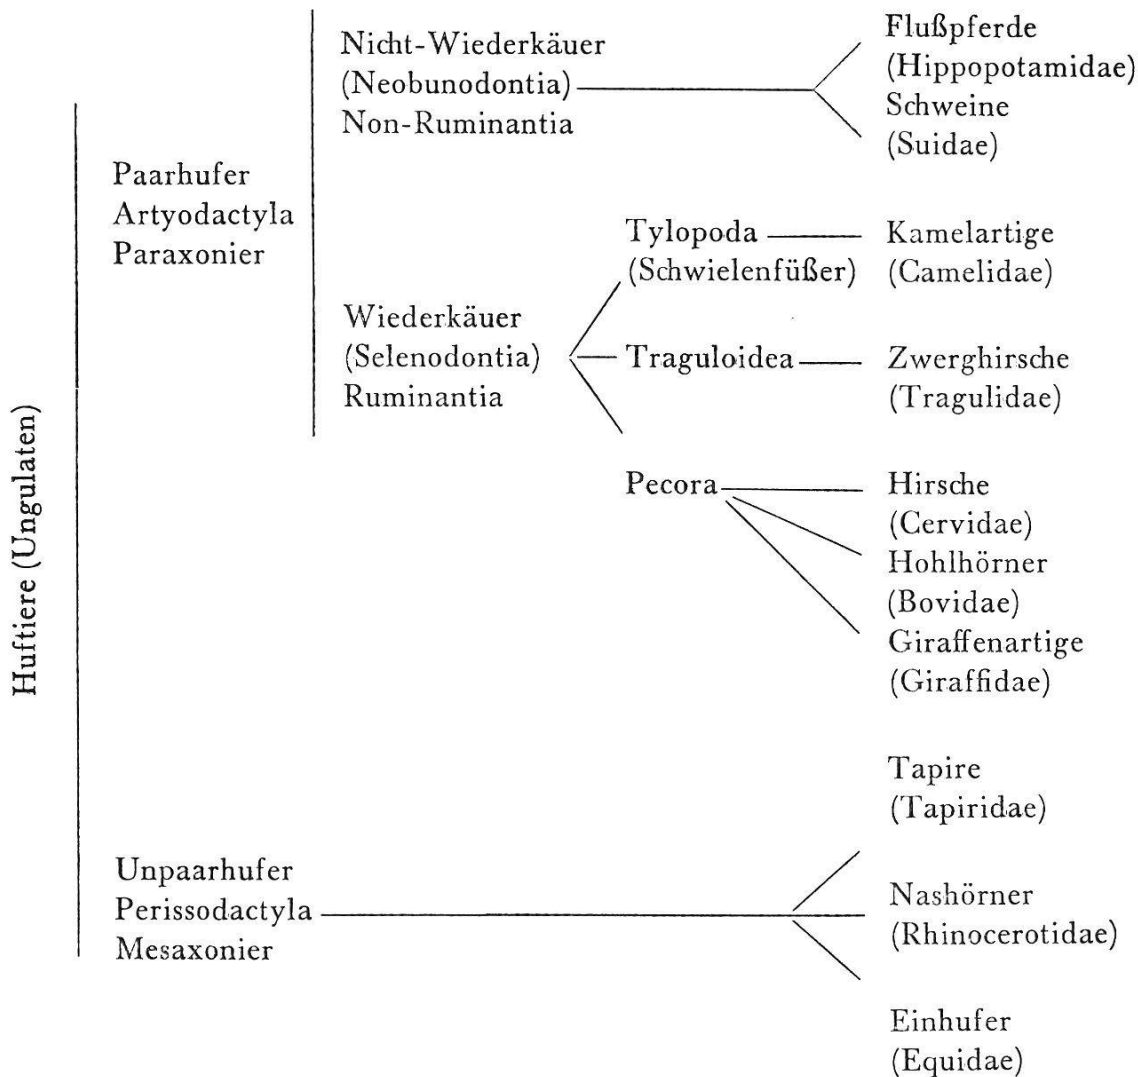 Huftiere (Ungulaten)
Paarhufer
Artyodactyla
Paraxonier
Nicht-Wiederkäuer
(Neobunodontia)
Non-Ruminantia
Flußpferde
(Hippopotamidae)
Schweine
(Suidae)
Wiederkäuer
(Selenodontia)
Ruminantia
Tylopoda
(Schwielenfüßer)
Kamelartige
(Camelidae)
Traguloidea
Zwerghirsche
(Tragulidae)
Pecora
Hirsche
(Cervidae)
Hohlhörner
(Bovidae)
Giraffenartige
(Giraffidae)
Unpaarhufer
Perissodactyla
Mesaxonier
Tapire
(Tapiridae)
Nashörner
(Rhinocerotidae)
Einhufer
(Equidae)